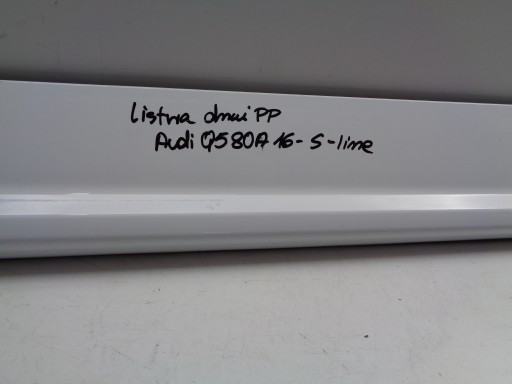 Listwa drzwi PP
Audi Q5 80A 16- S-line